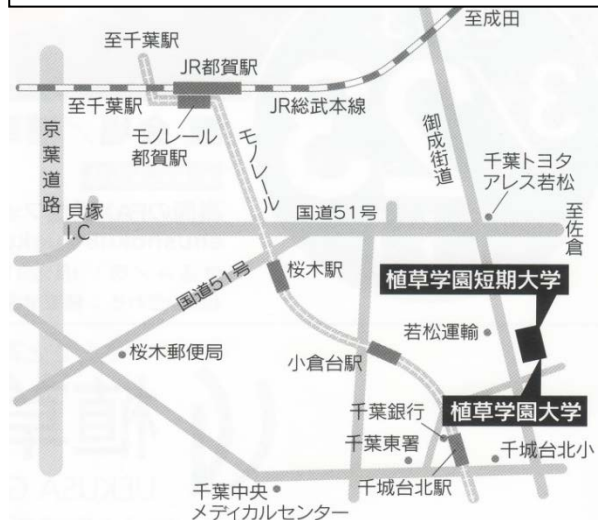 至成田
至千葉駅
JR都賀駅
至千葉駅
JR総武本線
モノレール
都賀駅
モノレール
京葉道路
御成街道
千葉トヨタ
アレス若松
貝塚
I.C
国道51号
至佐倉
桜木駅
国道51号
植草学園短期大学
若松運輸
桜木郵便局
小倉台駅
植草学園大学
千葉銀行
千葉東署
千城台北小
千城台北駅
千葉中央
メディカルセンター